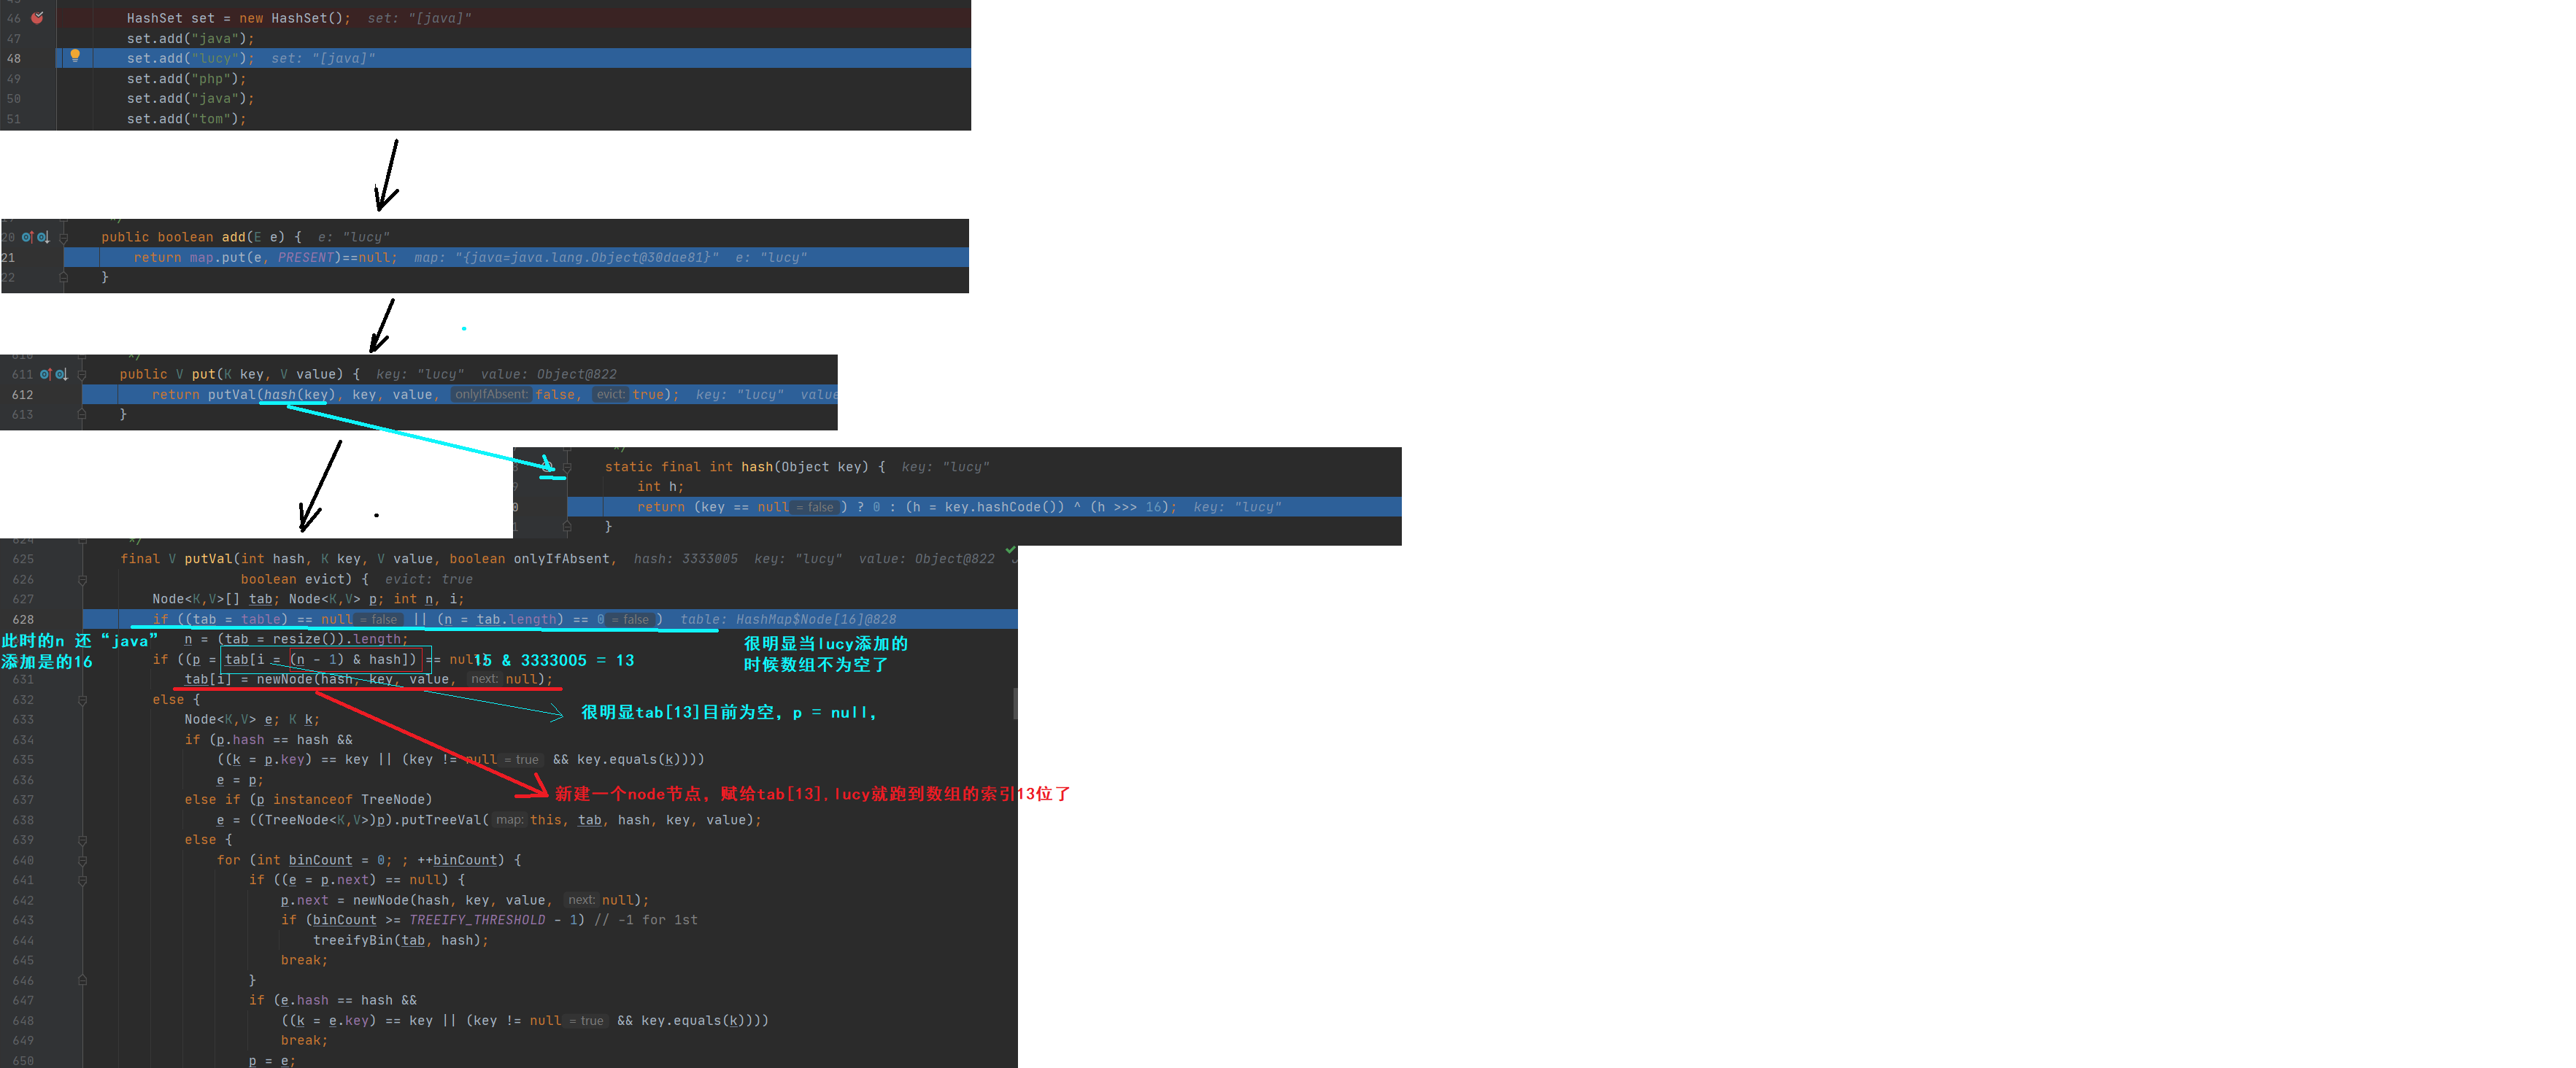 46 HashSet set = new HashSet(); set: "[java]"
47 set.add("java");
48 set.add("lucy"); set: "[java]"
49 set.add("php");
50 set.add("java");
51 set.add("tom");
20 public boolean add(E e) { e: "lucy"
21 return map.put(e, PRESENT)==null; map: "{java=java.lang.Object@30dae81}" e: "lucy"
22 }
610 */
611 public V put(K key, V value) { key: "lucy" value: Object@822
612 return putVal(hash(key), key, value, onlyIfAbsent: false, evict: true); key: "lucy" value
613 }
*/
static final int hash(Object key) { key: "lucy"
int h;
return (key == null = false ) ? 0 : (h = key.hashCode()) ^ (h >>> 16); key: "lucy"
}
624 */
625 final V putVal(int hash, K key, V value, boolean onlyIfAbsent, hash: 3333005 key: "lucy" value: Object@822
626 boolean evict) { evict: true
627 Node<K,V>[] tab; Node<K,V> p; int n, i;
628 if ((tab = table) == null = false || (n = tab.length) == 0 = false ) table: HashMap$Node[16]@828
n = (tab = resize()).length;
此时的n 还 “java”
添加是的16
很明显当lucy添加的
时候数组不为空了
if ((p = tab[i = (n - 1) & hash]) == null)
15 & 3333005 = 13
631 tab[i] = newNode(hash, key, value, next: null);
632 else {
很明显tab[13]目前为空，p = null，
633 Node<K,V> e; K k;
634 if (p.hash == hash &&
635 ((k = p.key) == key || (key != null = true && key.equals(k))))
636 e = p;
新建一个node节点，赋给tab[13],lucy就跑到数组的索引13位了
637 else if (p instanceof TreeNode)
638 e = ((TreeNode<K,V>)p).putTreeVal( map: this, tab, hash, key, value);
639 else {
640 for (int binCount = 0; ; ++binCount) {
641 if ((e = p.next) == null) {
642 p.next = newNode(hash, key, value, next: null);
643 if (binCount >= TREEIFY_THRESHOLD - 1) // -1 for 1st
644 treeifyBin(tab, hash);
645 break;
646 }
647 if (e.hash == hash &&
648 ((k = e.key) == key || (key != null = true && key.equals(k))))
649 break;
650 p = e;